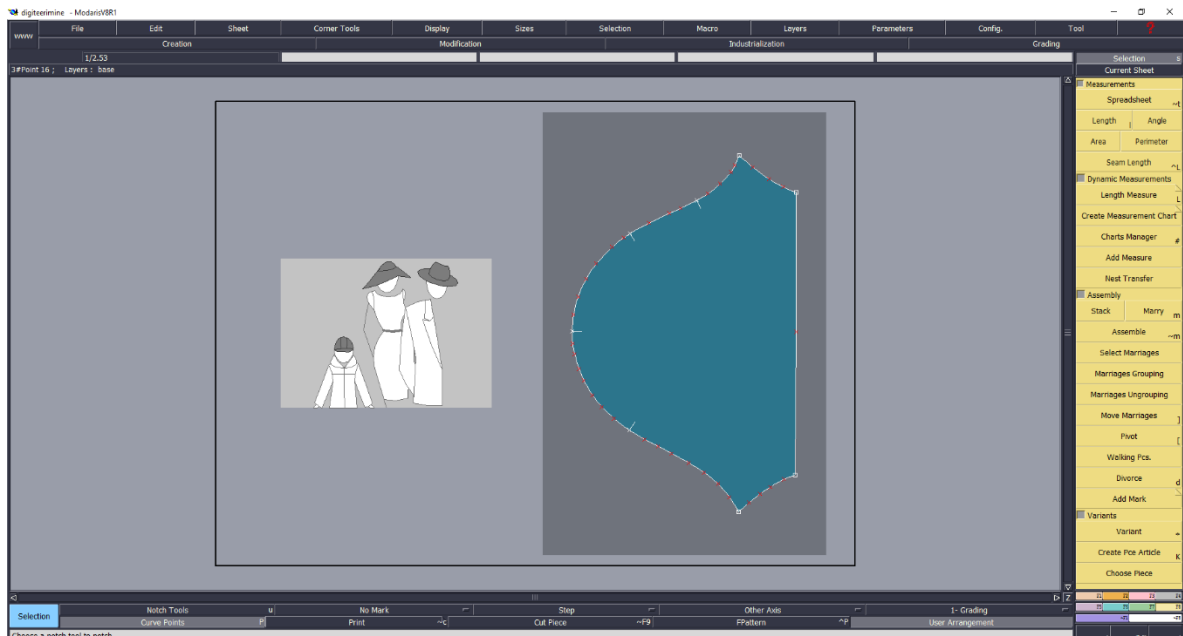 digiteerimine - ModarisV8R1
www File Edit Sheet Corner Tools Display Sizes Selection Macro Layers Parameters Config. Tool ?
Creation Modification Industrialization Grading
1/2.53 Selection s
3#Point 16 ; Layers : base Current Sheet
Measurements
Spreadsheet ~t
Length | Angle
Area Perimeter
Seam Length ~L
Dynamic Measurements
Length Measure L
Create Measurement Chart
Charts Manager #
Add Measure
Nest Transfer
Assembly
Stack Marry m
Assemble ~m
Select Marriages
Marriages Grouping
Marriages Ungrouping
Move Marriages ]
Pivot [
Walking Pcs.
Divorce d
Add Mark
Variants
Variant
Create Pce Article K
Choose Piece
Z
Selection Notch Tools u No Mark Step Other Axis 1- Grading
Curve Points P Print ~c Cut Piece ~F9 FPattern ^P User Arrangement
Choose a notch tool to notch